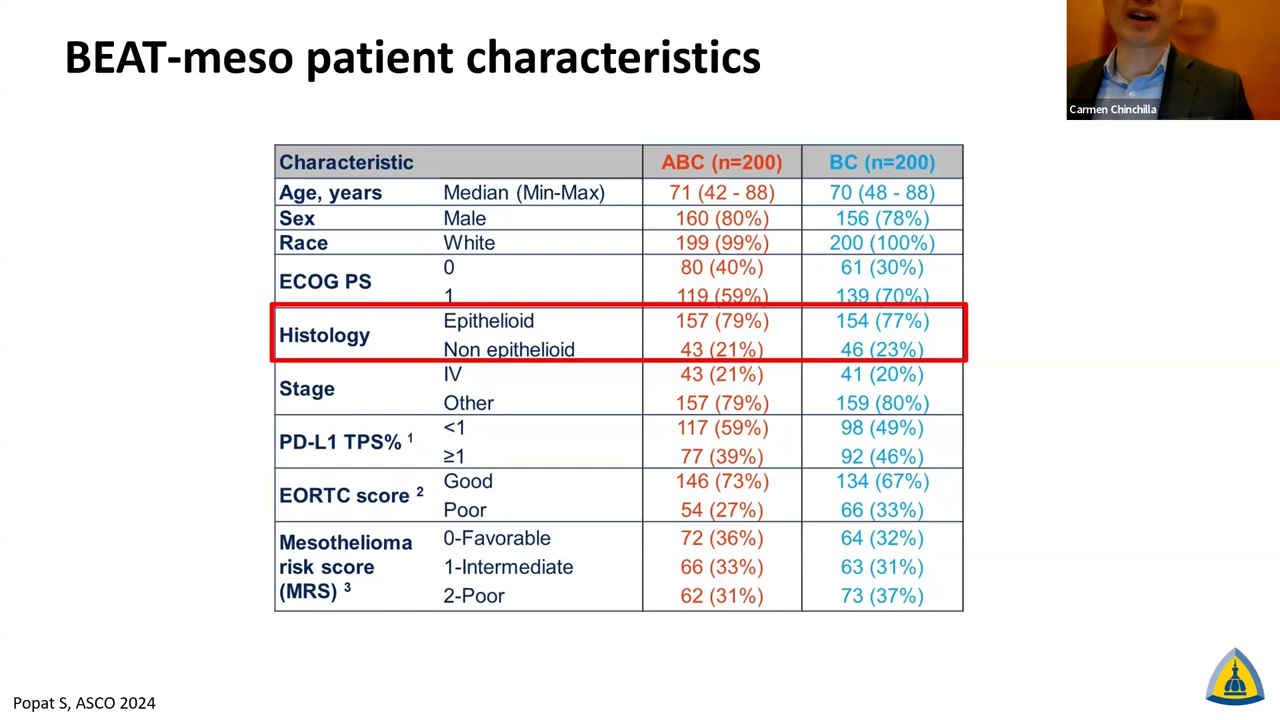 BEAT-meso patient characteristics
Carmen Chinchilla
Characteristic ABC (n=200) BC (n=200)
Age, years Median (Min-Max) 71 (42 - 88) 70 (48 - 88)
Sex Male 160 (80%) 156 (78%)
Race White 199 (99%) 200 (100%)
ECOG PS 0 80 (40%) 61 (30%)
1 119 (59%) 139 (70%)
Histology Epithelioid 157 (79%) 154 (77%)
Non epithelioid 43 (21%) 46 (23%)
Stage IV 43 (21%) 41 (20%)
Other 157 (79%) 159 (80%)
PD-L1 TPS% ¹ <1 117 (59%) 98 (49%)
≥1 77 (39%) 92 (46%)
EORTC score ² Good 146 (73%) 134 (67%)
Poor 54 (27%) 66 (33%)
Mesothelioma 0-Favorable 72 (36%) 64 (32%)
risk score 1-Intermediate 66 (33%) 63 (31%)
(MRS) ³ 2-Poor 62 (31%) 73 (37%)
Popat S, ASCO 2024